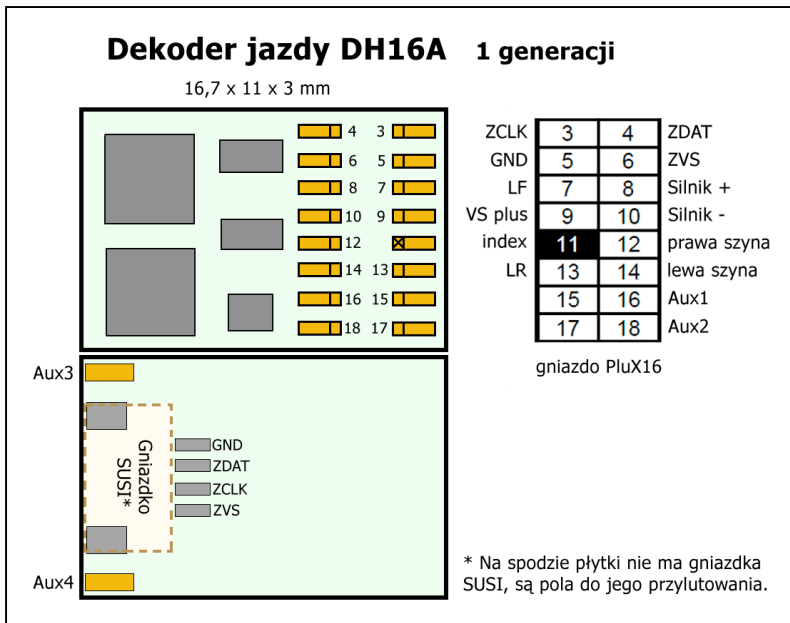 Dekoder jazdy DH16A 1 generacji
16,7 x 11 x 3 mm
4 3
6 5
8 7
10 9
12
14 13
16 15
18 17
ZCLK 3 4 ZDAT
GND 5 6 ZVS
LF 7 8 Silnik +
VS plus 9 10 Silnik -
index 11 12 prawa szyna
LR 13 14 lewa szyna
15 16 Aux1
17 18 Aux2
gniazdo PluX16
Aux3
Gniazdko
SUSI*
GND
ZDAT
ZCLK
ZVS
Aux4
* Na spodzie płytki nie ma gniazdka
SUSI, są pola do jego przylutowania.